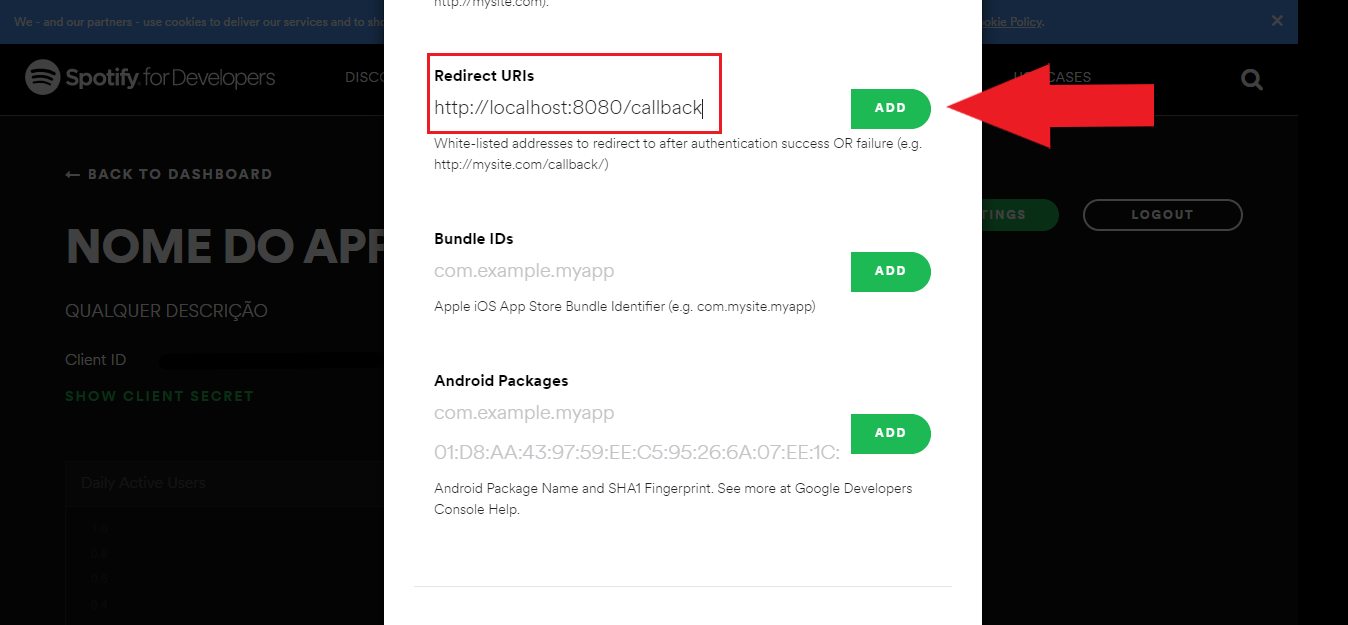 http://mysite.com).
We - and our partners - use cookies to deliver our services and to
okie Policy.
×
Spotify for Developers
DISCO
CASES
Redirect URIs
http://localhost:8080/callback
ADD
White-listed addresses to redirect to after authentication success OR failure (e.g.
http://mysite.com/callback/)
← BACK TO DASHBOARD
TINGS
LOGOUT
NOME DO APP
Bundle IDs
com.example.myapp
ADD
Apple iOS App Store Bundle Identifier (e.g. com.mysite.myapp)
QUALQUER DESCRIÇÃO
Client ID
SHOW CLIENT SECRET
Android Packages
com.example.myapp
ADD
01:D8:AA:43:97:59:EE:C5:95:26:6A:07:EE:1C:
Android Package Name and SHA1 Fingerprint. See more at Google Developers
Console Help.
Daily Active Users
1.0